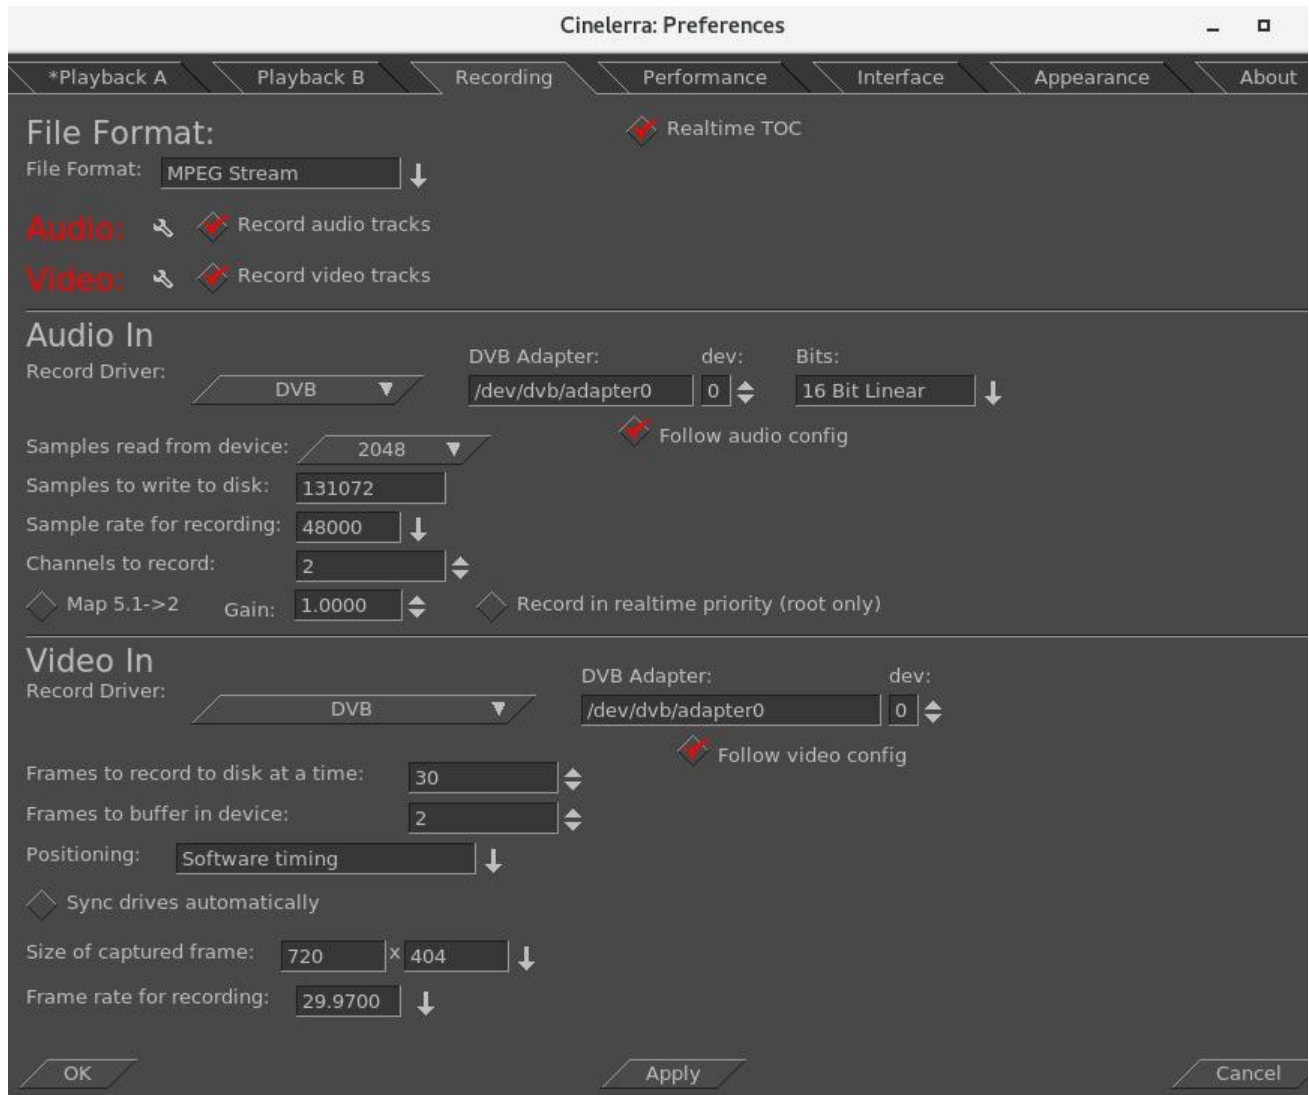 Cinelerra: Preferences
*Playback A Playback B Recording Performance Interface Appearance About
File Format: Realtime TOC
File Format: MPEG Stream
Audio: Record audio tracks
Video: Record video tracks
Audio In
DVB Adapter: dev: Bits:
Record Driver: DVB /dev/dvb/adapter0 0 16 Bit Linear
Follow audio config
Samples read from device: 2048
Samples to write to disk: 131072
Sample rate for recording: 48000
Channels to record: 2
Map 5.1->2 Gain: 1.0000 Record in realtime priority (root only)
Video In
DVB Adapter: dev:
Record Driver: DVB /dev/dvb/adapter0 0
Follow video config
Frames to record to disk at a time: 30
Frames to buffer in device: 2
Positioning: Software timing
Sync drives automatically
Size of captured frame: 720 x 404
Frame rate for recording: 29.9700
OK Apply Cancel